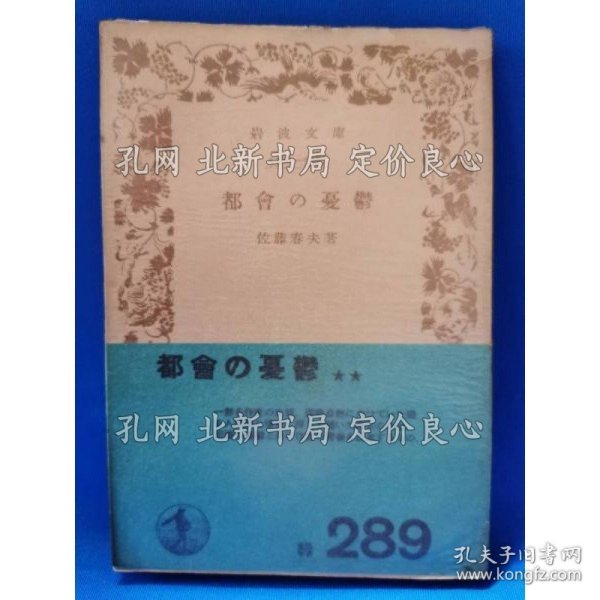 岩波文庫
孔网 北新书局 定价良心
都會の憂鬱
佐藤春夫著
都會の憂鬱 ★★
孔网 北新书局 定价良心
289
孔夫子旧书网
www.kongfz.com